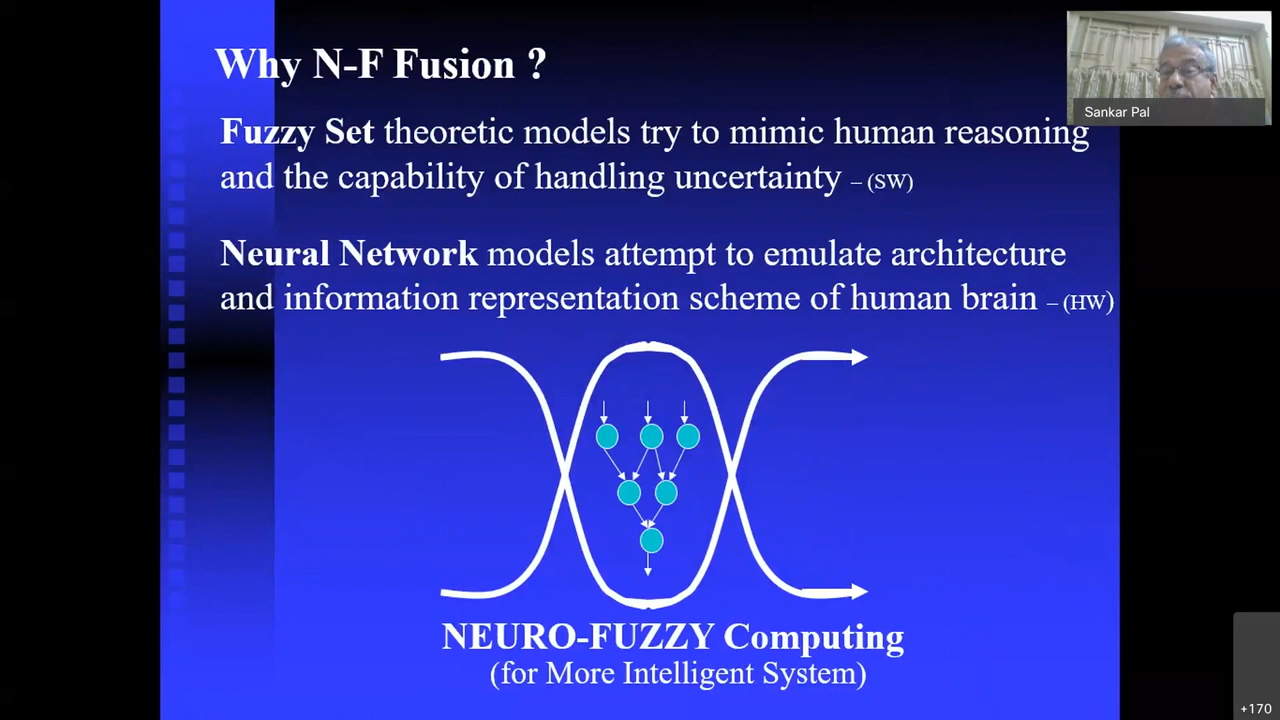 Why N-F Fusion ?
Sankar Pal
Fuzzy Set theoretic models try to mimic human reasoning
and the capability of handling uncertainty – (SW)
Neural Network models attempt to emulate architecture
and information representation scheme of human brain – (HW)
NEURO-FUZZY Computing
(for More Intelligent System)
+170